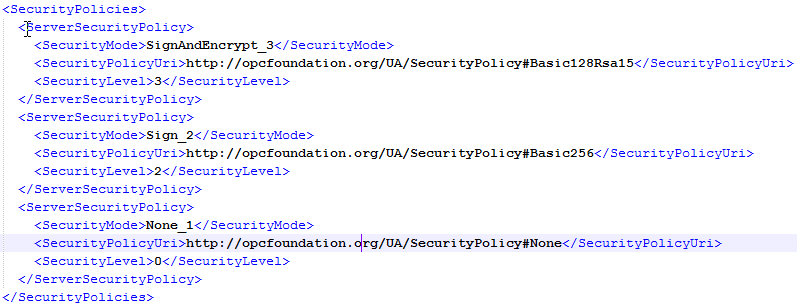 <SecurityPolicies>
<ServerSecurityPolicy>
<SecurityMode>SignAndEncrypt_3</SecurityMode>
<SecurityPolicyUri>http://opcfoundation.org/UA/SecurityPolicy#Basic128Rsa15</SecurityPolicyUri>
<SecurityLevel>3</SecurityLevel>
</ServerSecurityPolicy>
<ServerSecurityPolicy>
<SecurityMode>Sign_2</SecurityMode>
<SecurityPolicyUri>http://opcfoundation.org/UA/SecurityPolicy#Basic256</SecurityPolicyUri>
<SecurityLevel>2</SecurityLevel>
</ServerSecurityPolicy>
<ServerSecurityPolicy>
<SecurityMode>None_1</SecurityMode>
<SecurityPolicyUri>http://opcfoundation.org/UA/SecurityPolicy#None</SecurityPolicyUri>
<SecurityLevel>0</SecurityLevel>
</ServerSecurityPolicy>
</SecurityPolicies>